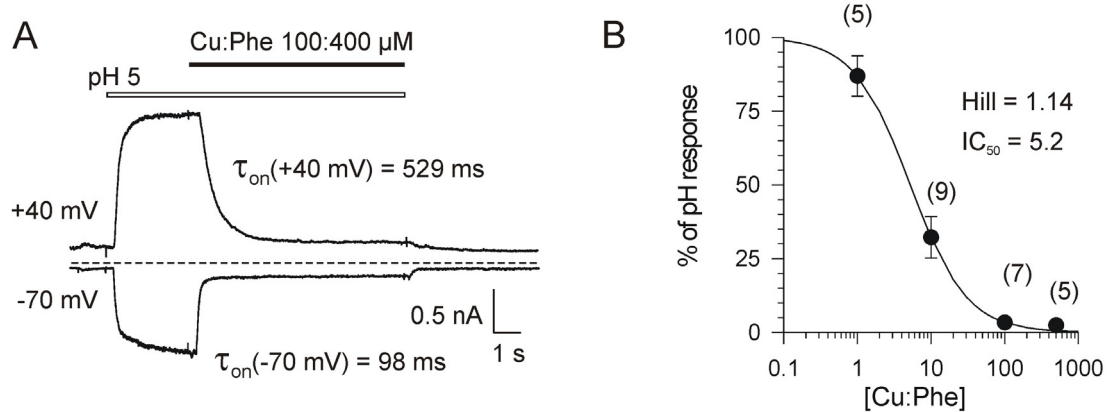 A
Cu:Phe 100:400 µM
pH 5
τon(+40 mV) = 529 ms
+40 mV
-70 mV
0.5 nA
1 s
τon(-70 mV) = 98 ms
B
(5)
100
75
50
25
0
% of pH response
Hill = 1.14
IC50 = 5.2
(9)
(7)
(5)
0.1
1
10
100
1000
[Cu:Phe]